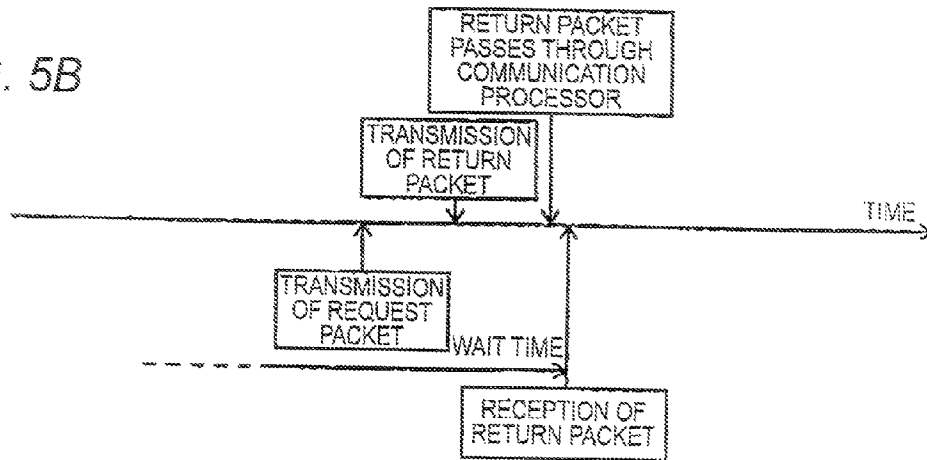 . 5B
RETURN PACKET
PASSES THROUGH
COMMUNICATION
PROCESSOR
TRANSMISSION
OF RETURN
PACKET
TIME
TRANSMISSION
OF REQUEST
PACKET
WAIT TIME
RECEPTION OF
RETURN PACKET